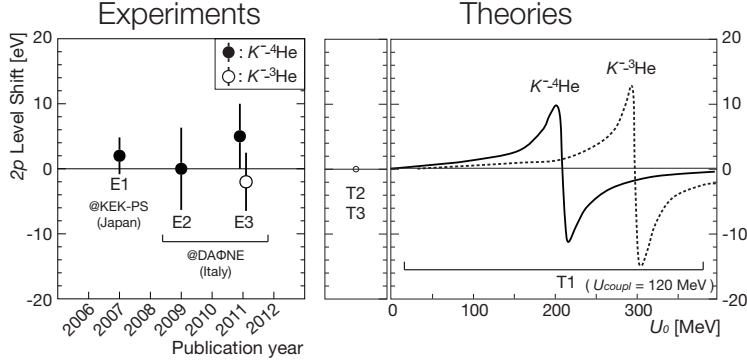 Experiments
Theories
20
10
0
-10
-20
2p Level Shift [eV]
: K⁻-⁴He
: K⁻-³He
E1
@KEK-PS
(Japan)
E2
E3
@DAΦNE
(Italy)
2006
2007
2008
2009
2010
2011
2012
Publication year
T2
T3
K⁻-⁴He
K⁻-³He
T1 ( Ucoupl = 120 MeV)
20
10
0
-10
-20
0
100
200
300
U₀ [MeV]